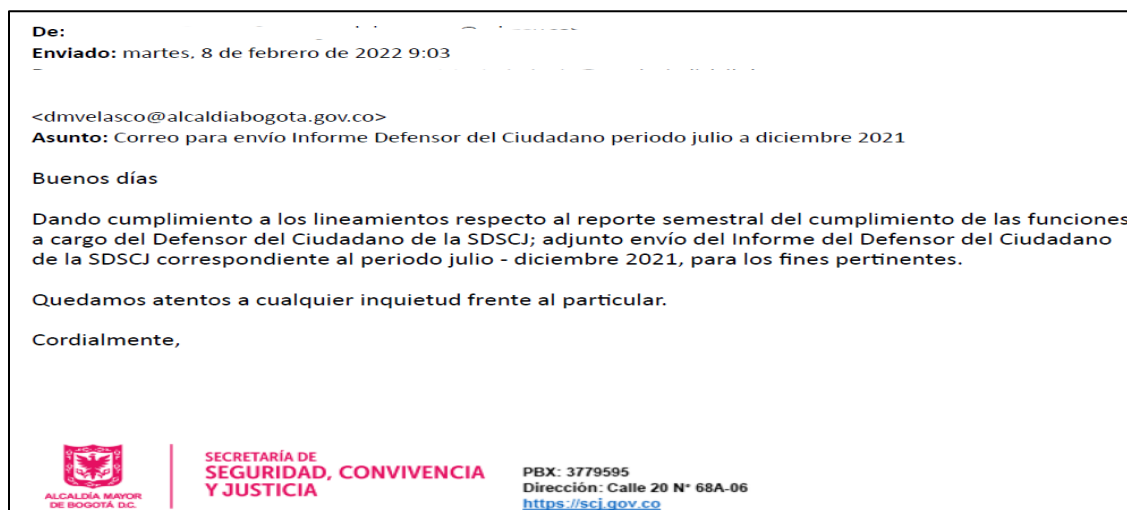 De:
Enviado: martes, 8 de febrero de 2022 9:03
<dmvelasco@alcaldiabogota.gov.co>
Asunto: Correo para envío Informe Defensor del Ciudadano periodo julio a diciembre 2021
Buenos días
Dando cumplimiento a los lineamientos respecto al reporte semestral del cumplimiento de las funciones
a cargo del Defensor del Ciudadano de la SDSCJ; adjunto envío del Informe del Defensor del Ciudadano
de la SDSCJ correspondiente al periodo julio - diciembre 2021, para los fines pertinentes.
Quedamos atentos a cualquier inquietud frente al particular.
Cordialmente,
ALCALDÍA MAYOR
DE BOGOTÁ D.C.
SECRETARÍA DE
SEGURIDAD, CONVIVENCIA
Y JUSTICIA
PBX: 3779595
Dirección: Calle 20 N° 68A-06
https://scj.gov.co